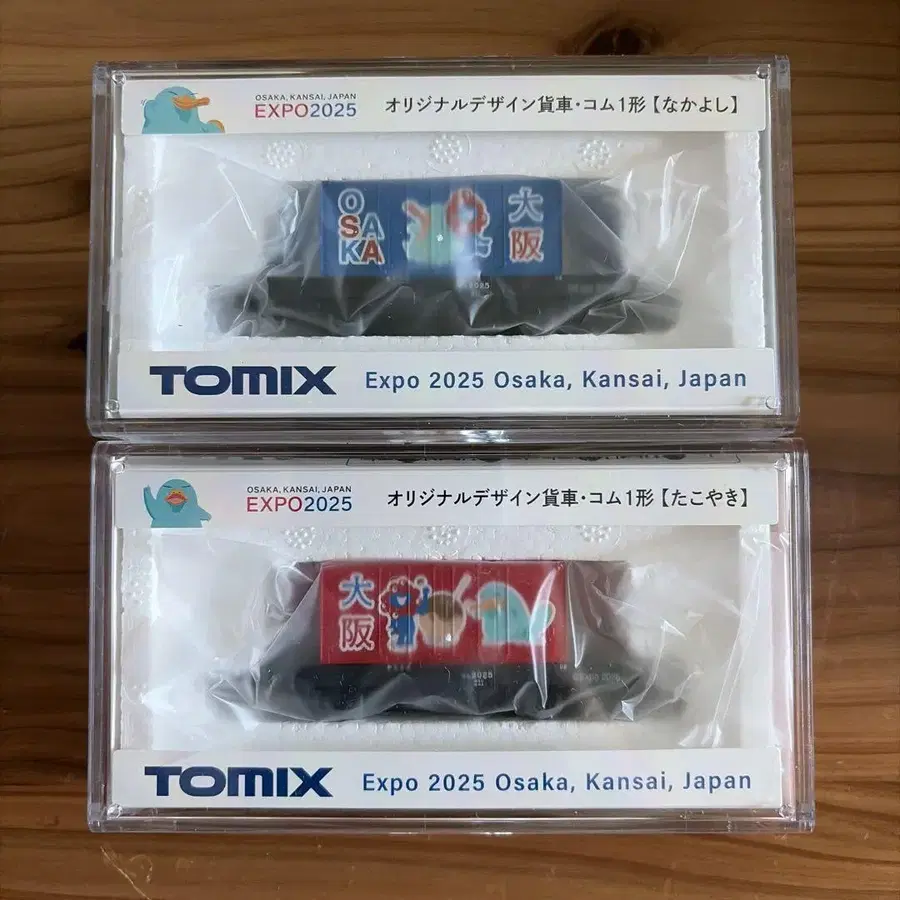 OSAKA, KANSAI, JAPAN
EXPO2025
オリジナルデザイン貨車・コム1形【なかよし】
OSAKA
大阪
2025
TOMIX Expo 2025 Osaka, Kansai, Japan
OSAKA, KANSAI, JAPAN
EXPO2025
オリジナルデザイン貨車・コム1形【たこやき】
大阪
2025
TOMIX Expo 2025 Osaka, Kansai, Japan